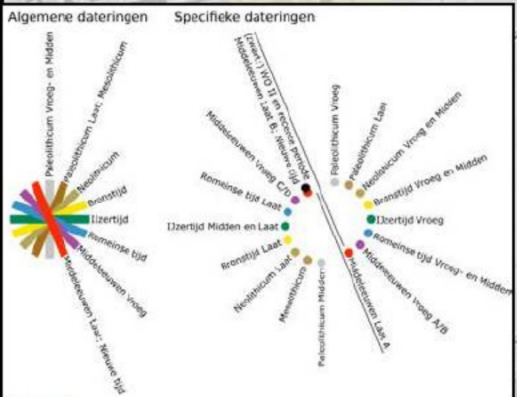 Algemene dateringen
Specifieke dateringen
Paleolithicum Vroeg- en Midden
Paleolithicum Laat; Mesolithicum
Neolithicum
Bronstijd
IJzertijd
Romeinse tijd
Middeleeuwen Vroeg
Middeleeuwen Laat; Nieuwe tijd
(zwart:) WO II en recente periode
Middeleeuwen Laat B; Nieuwe tijd
Middeleeuwen Vroeg C/D
Romeinse tijd Laat
IJzertijd Midden en Laat
Bronstijd Laat
Neolithicum Laat
Mesolithicum
Paleolithicum Midden
Paleolithicum Vroeg
Paleolithicum Laat
Neolithicum Vroeg en Midden
Bronstijd Vroeg en Midden
IJzertijd Vroeg
Romeinse tijd Vroeg- en Midden
Middeleeuwen Vroeg A/B
Middeleeuwen Laat A